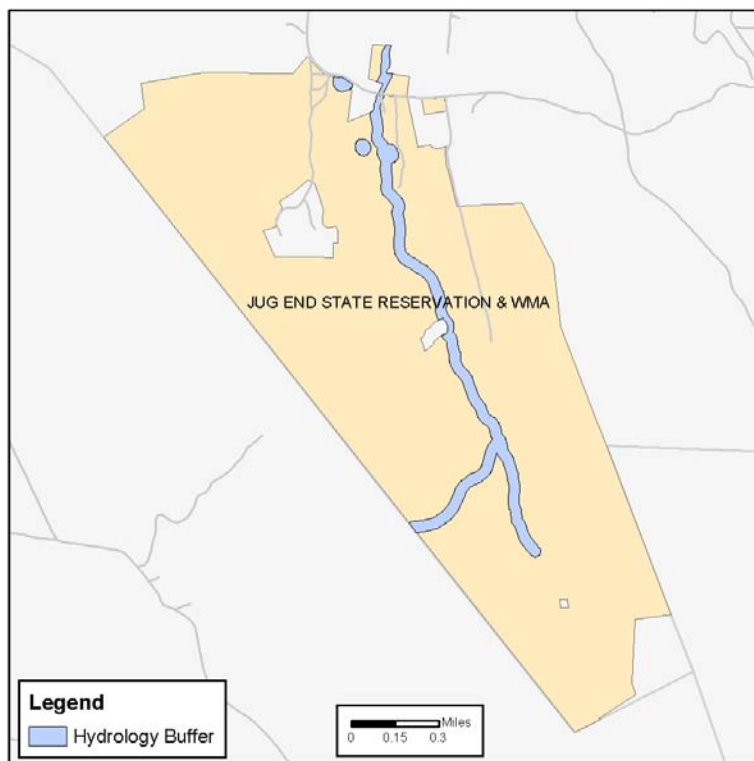 JUG END STATE RESERVATION & WMA
Legend
Hydrology Buffer
Miles
0 0.15 0.3